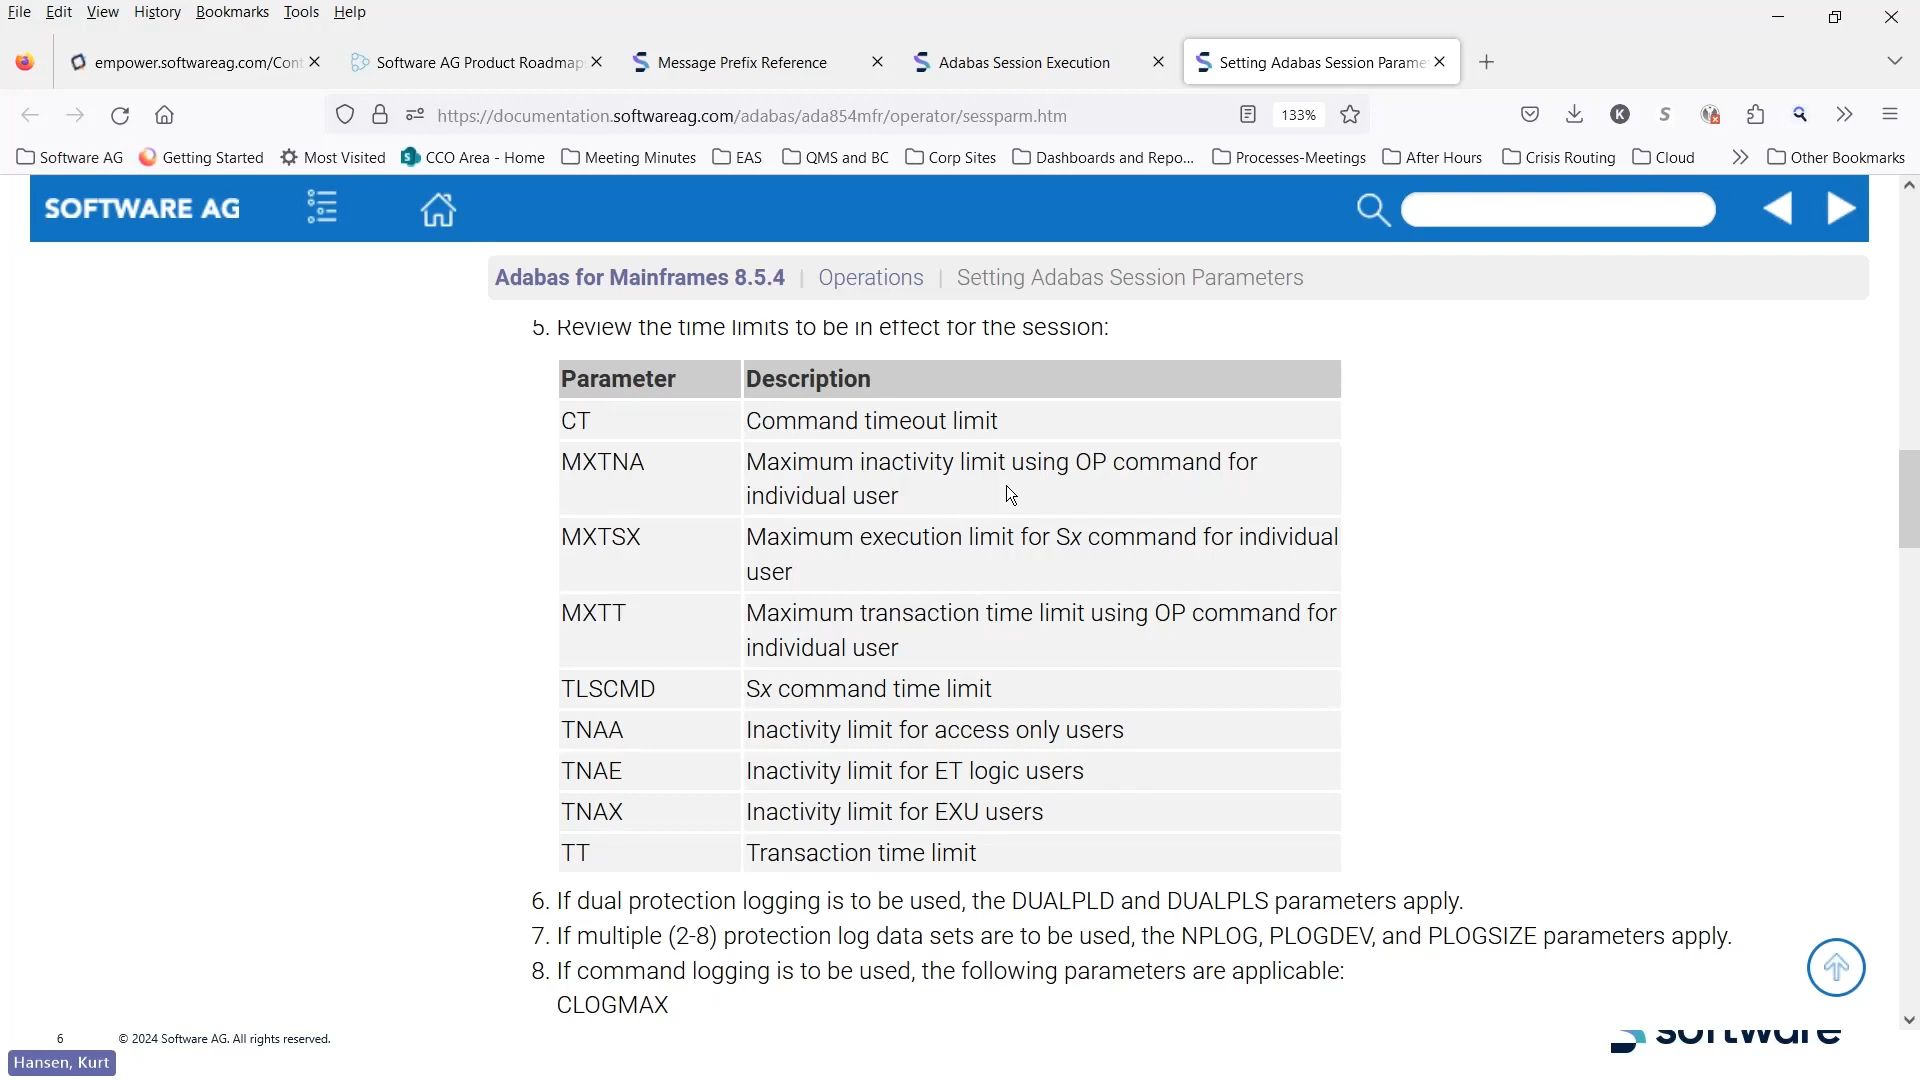 File Edit View History Bookmarks Tools Help
empower.softwareag.com/Cont
Software AG Product Roadmap
Message Prefix Reference
Adabas Session Execution
Setting Adabas Session Parame
https://documentation.softwareag.com/adabas/ada854mfr/operator/sessparm.htm
133%
K
S
Software AG
Getting Started
Most Visited
CCO Area - Home
Meeting Minutes
EAS
QMS and BC
Corp Sites
Dashboards and Repo...
Processes-Meetings
After Hours
Crisis Routing
Cloud
Other Bookmarks
SOFTWARE AG
Adabas for Mainframes 8.5.4 | Operations | Setting Adabas Session Parameters
5. Review the time limits to be in effect for the session:
Parameter Description
CT Command timeout limit
MXTNA Maximum inactivity limit using OP command for
individual user
MXTSX Maximum execution limit for Sx command for individual
user
MXTT Maximum transaction time limit using OP command for
individual user
TLSCMD Sx command time limit
TNAA Inactivity limit for access only users
TNAE Inactivity limit for ET logic users
TNAX Inactivity limit for EXU users
TT Transaction time limit
6. If dual protection logging is to be used, the DUALPLD and DUALPLS parameters apply.
7. If multiple (2-8) protection log data sets are to be used, the NPLOG, PLOGDEV, and PLOGSIZE parameters apply.
8. If command logging is to be used, the following parameters are applicable:
CLOGMAX
6 © 2024 Software AG. All rights reserved.
software
Hansen, Kurt